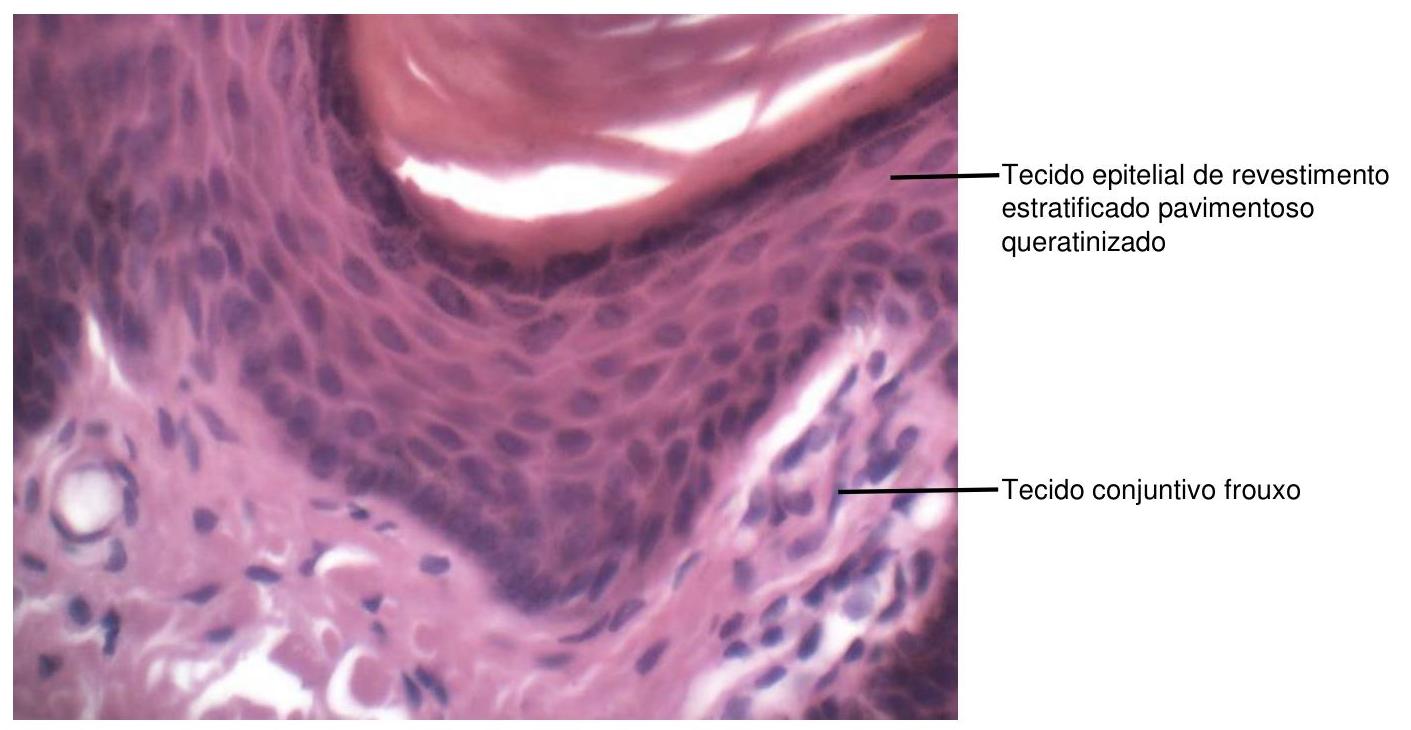 Tecido epitelial de revestimento
estratificado pavimentoso
queratinizado
Tecido conjuntivo frouxo